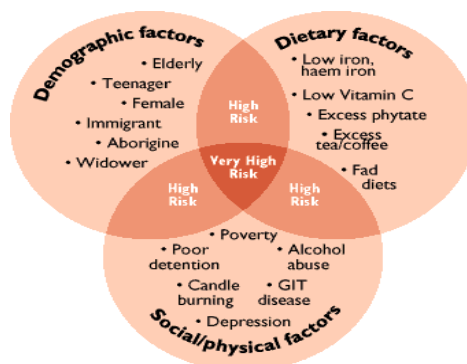 Demographic factors
• Elderly
• Teenager
• Female
• Immigrant
• Aborigine
• Widower
Dietary factors
• Low iron,
haem iron
• Low Vitamin C
• Excess phytate
• Excess
tea/coffee
• Fad
diets
High
Risk
Very High
Risk
High
Risk
High
Risk
• Poverty
• Poor
detention
• Alcohol
abuse
• Candle
burning
• GIT
disease
• Depression
Social/physical factors